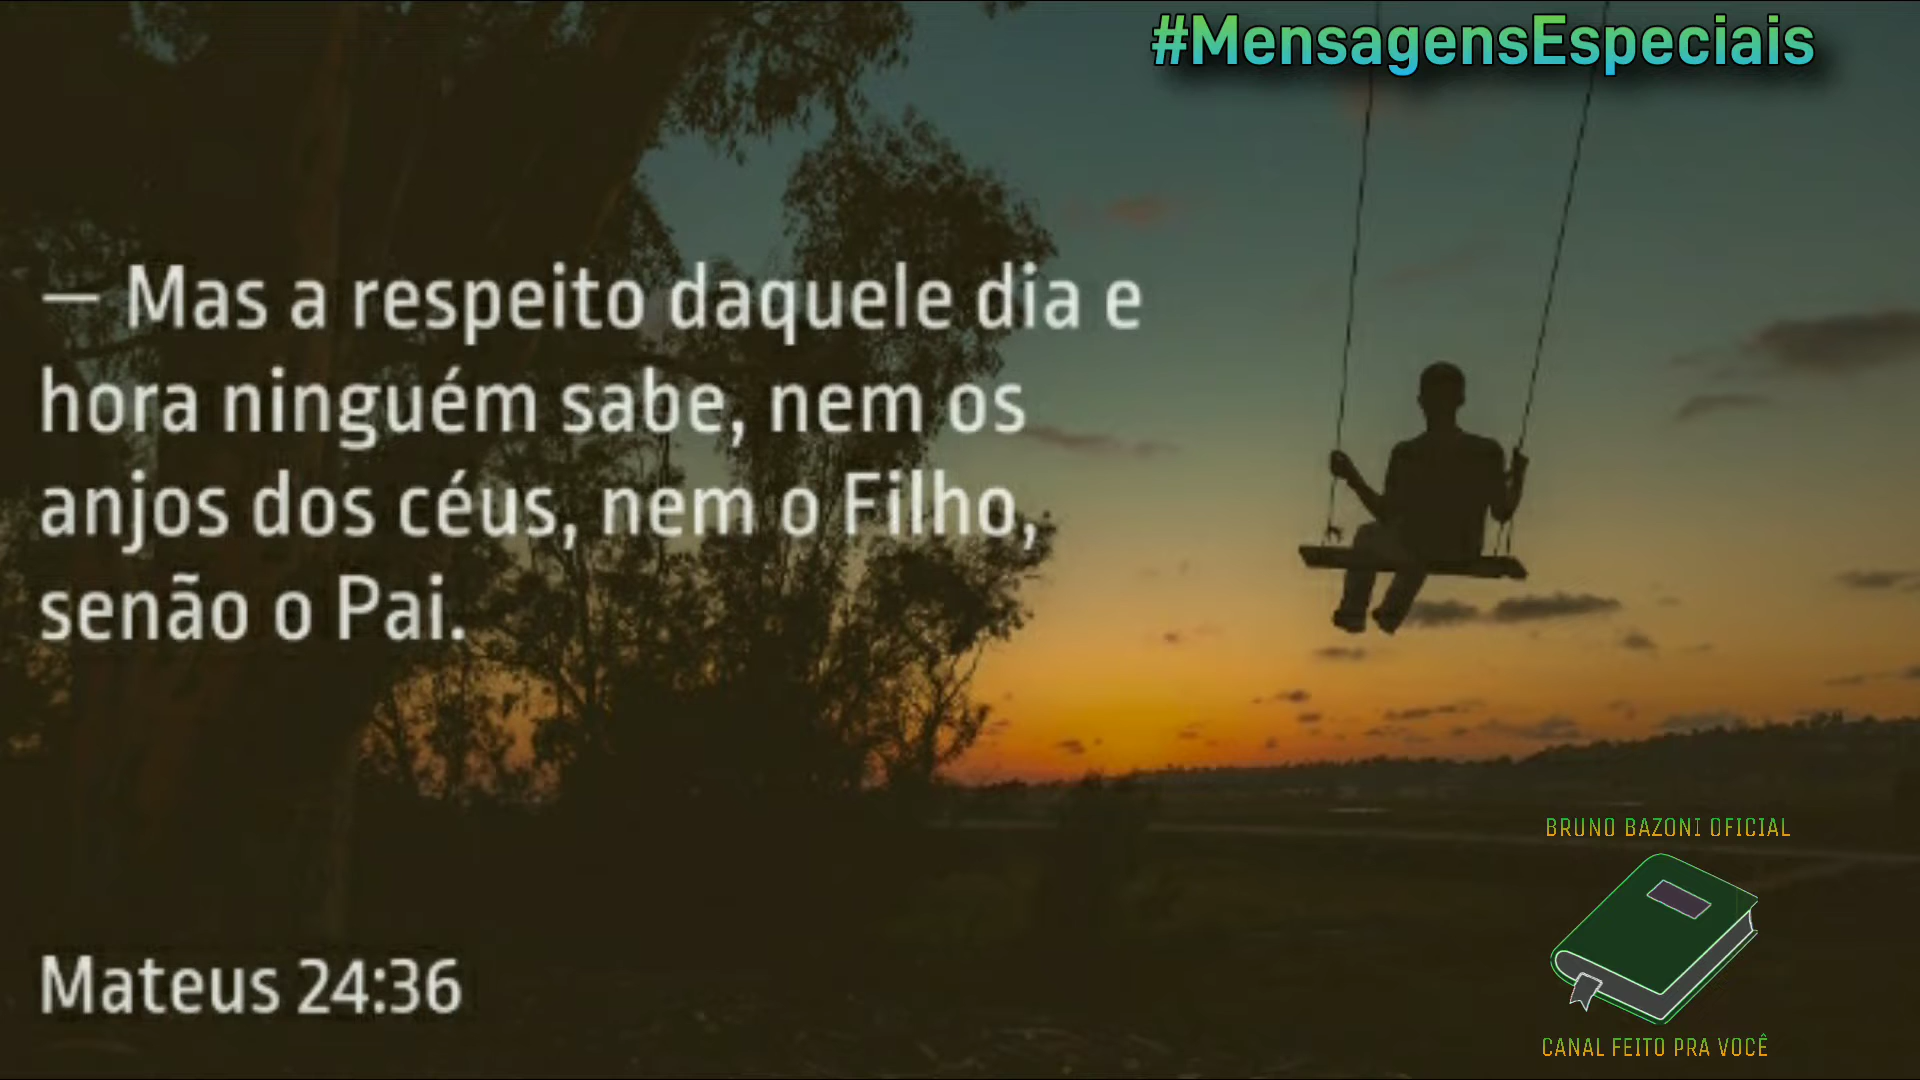 #MensagensEspeciais
— Mas a respeito daquele dia e
hora ninguém sabe, nem os
anjos dos céus, nem o Filho,
senão o Pai.
Mateus 24:36
BRUNO BAZONI OFICIAL
CANAL FEITO PRA VOCÊ